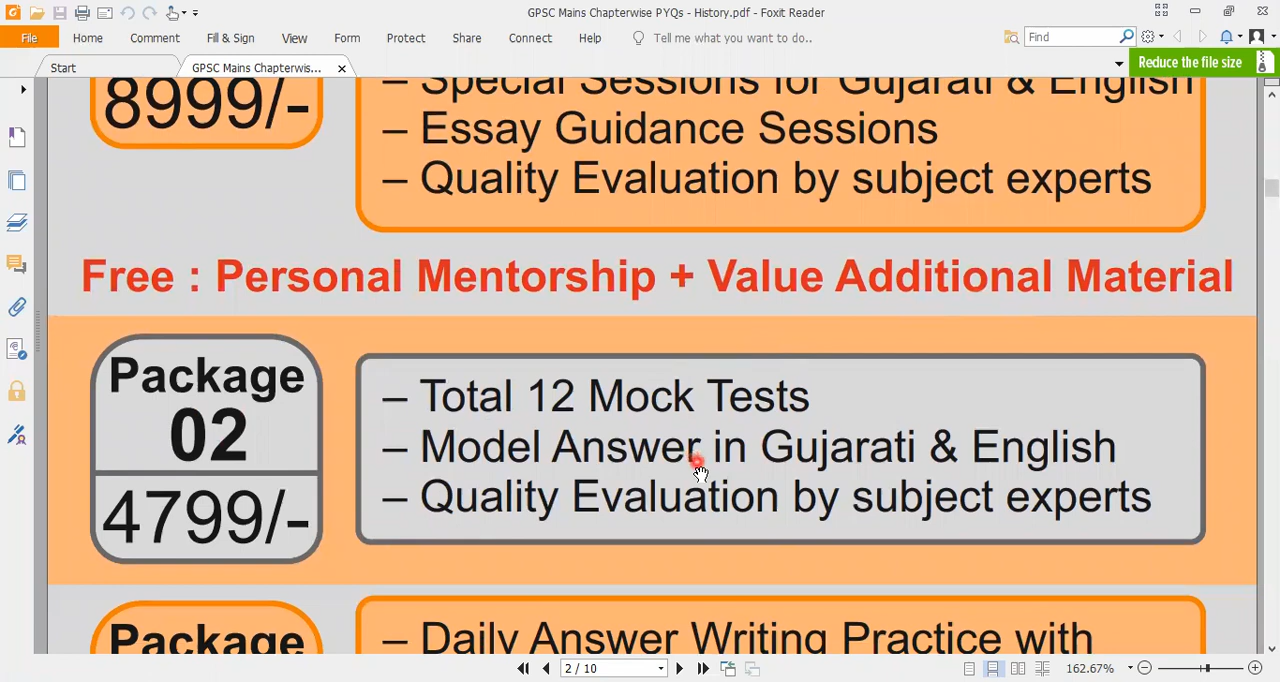 GPSC Mains Chapterwise PYQs - History.pdf - Foxit Reader
File Home Comment Fill & Sign View Form Protect Share Connect Help Tell me what you want to do.. Find
Start GPSC Mains Chapterwis... Reduce the file size
8999/-
– Special Sessions for Gujarati & English
– Essay Guidance Sessions
– Quality Evaluation by subject experts
Free : Personal Mentorship + Value Additional Material
Package
02
4799/-
– Total 12 Mock Tests
– Model Answer in Gujarati & English
– Quality Evaluation by subject experts
Package
– Daily Answer Writing Practice with
2 / 10 162.67%